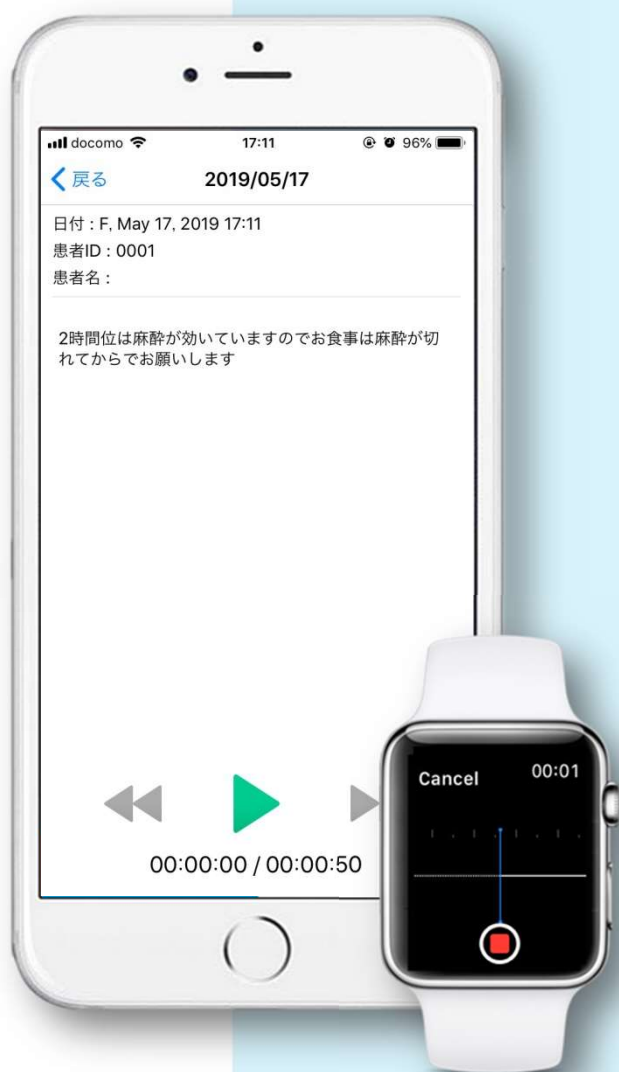 docomo 17:11 96%
戻る 2019/05/17
日付 : F, May 17, 2019 17:11
患者ID : 0001
患者名 :
2時間位は麻酔が効いていますのでお食事は麻酔が切
れてからでお願いします
00:00:00 / 00:00:50
Cancel 00:01